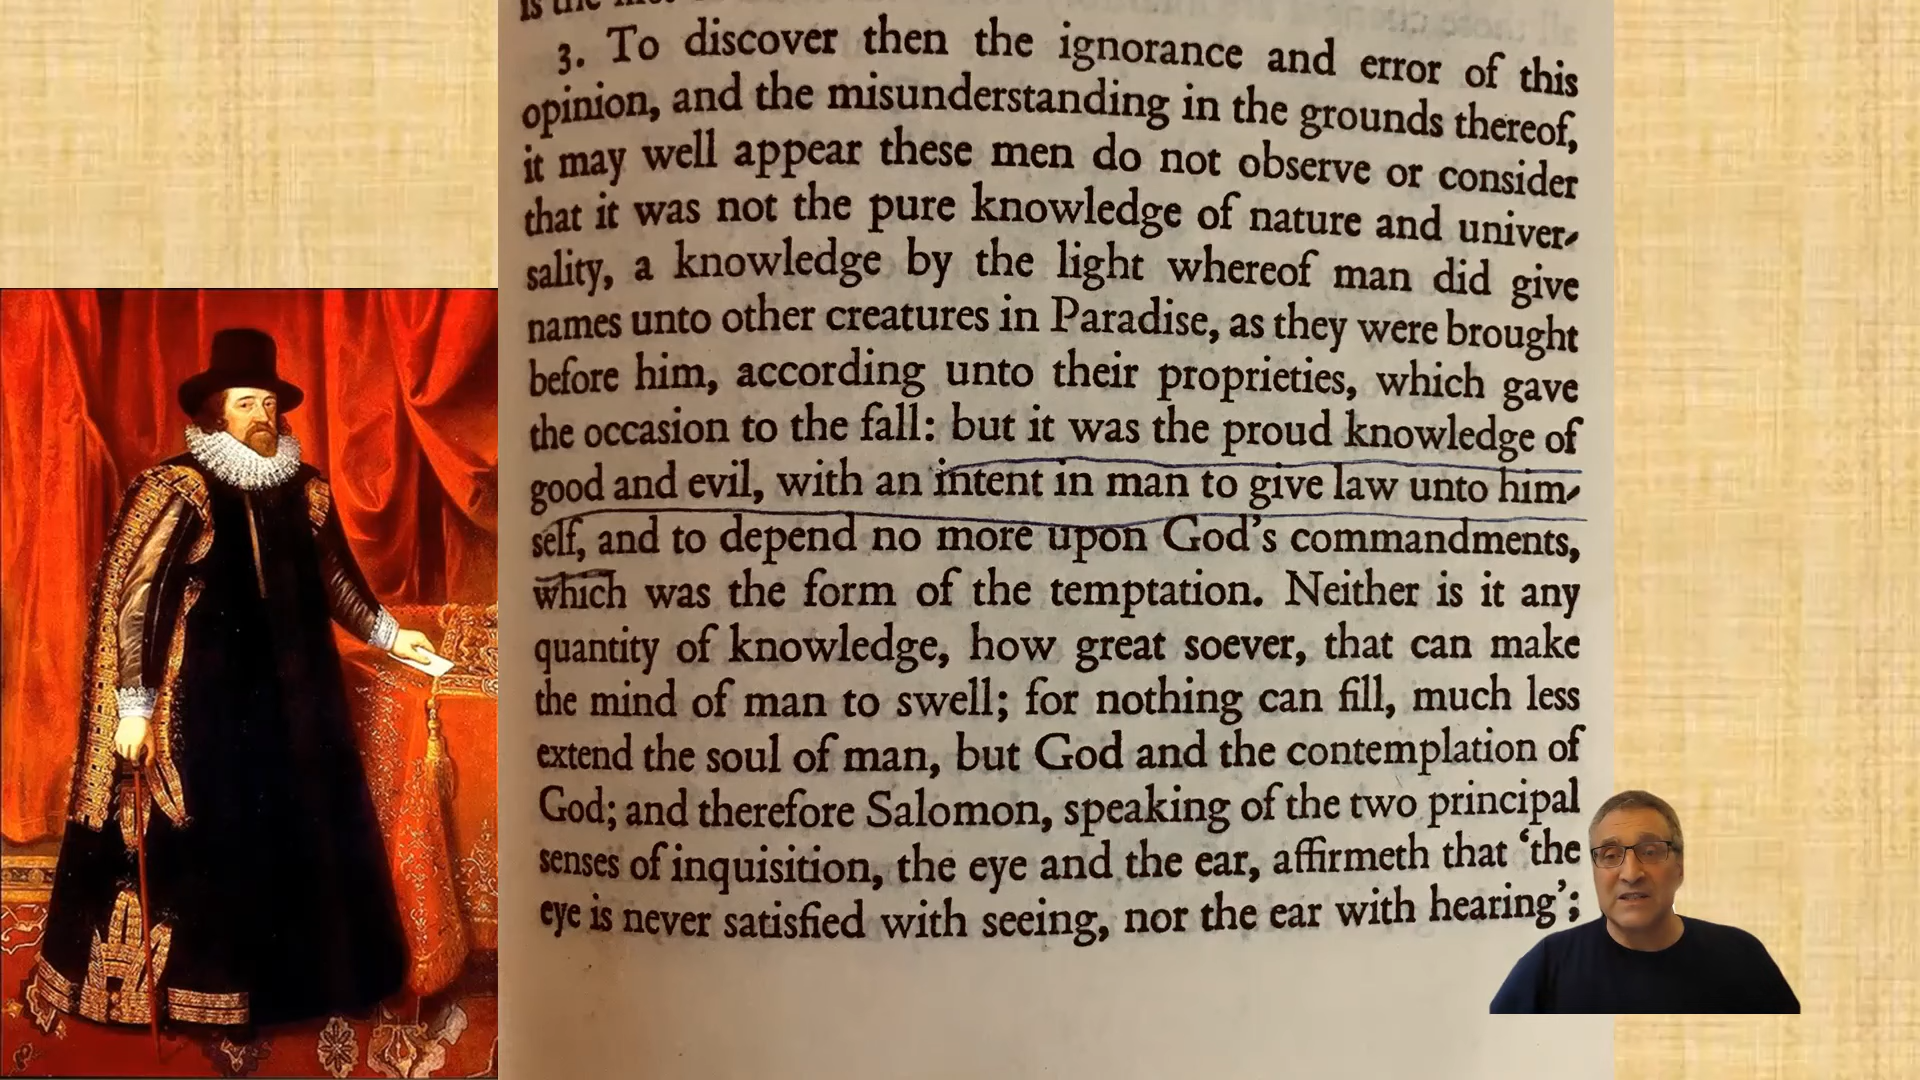 is the
3. To discover then the ignorance and error of this
opinion, and the misunderstanding in the grounds thereof,
it may well appear these men do not observe or consider
that it was not the pure knowledge of nature and univer-
sality, a knowledge by the light whereof man did give
names unto other creatures in Paradise, as they were brought
before him, according unto their proprieties, which gave
the occasion to the fall: but it was the proud knowledge of
good and evil, with an intent in man to give law unto him-
self, and to depend no more upon God's commandments,
which was the form of the temptation. Neither is it any
quantity of knowledge, how great soever, that can make
the mind of man to swell; for nothing can fill, much less
extend the soul of man, but God and the contemplation of
God; and therefore Salomon, speaking of the two principal
senses of inquisition, the eye and the ear, affirmeth that ‘the
eye is never satisfied with seeing, nor the ear with hearing’;